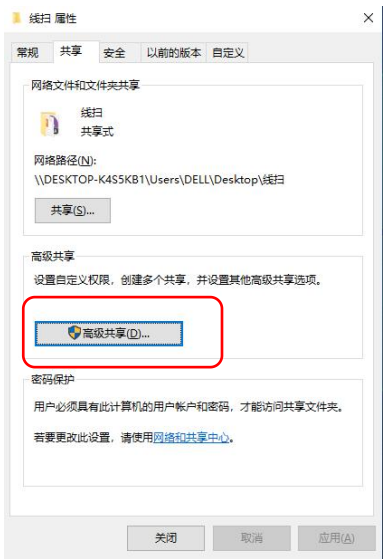 线扫 属性
常规 共享 安全 以前的版本 自定义
网络文件和文件夹共享
线扫
共享式
网络路径(N):
\\DESKTOP-K4S5KB1\Users\DELL\Desktop\线扫
共享(S)...
高级共享
设置自定义权限，创建多个共享，并设置其他高级共享选项。
高级共享(D)...
密码保护
用户必须具有此计算机的用户帐户和密码，才能访问共享文件夹。
若要更改此设置，请使用网络和共享中心。
关闭 取消 应用(A)